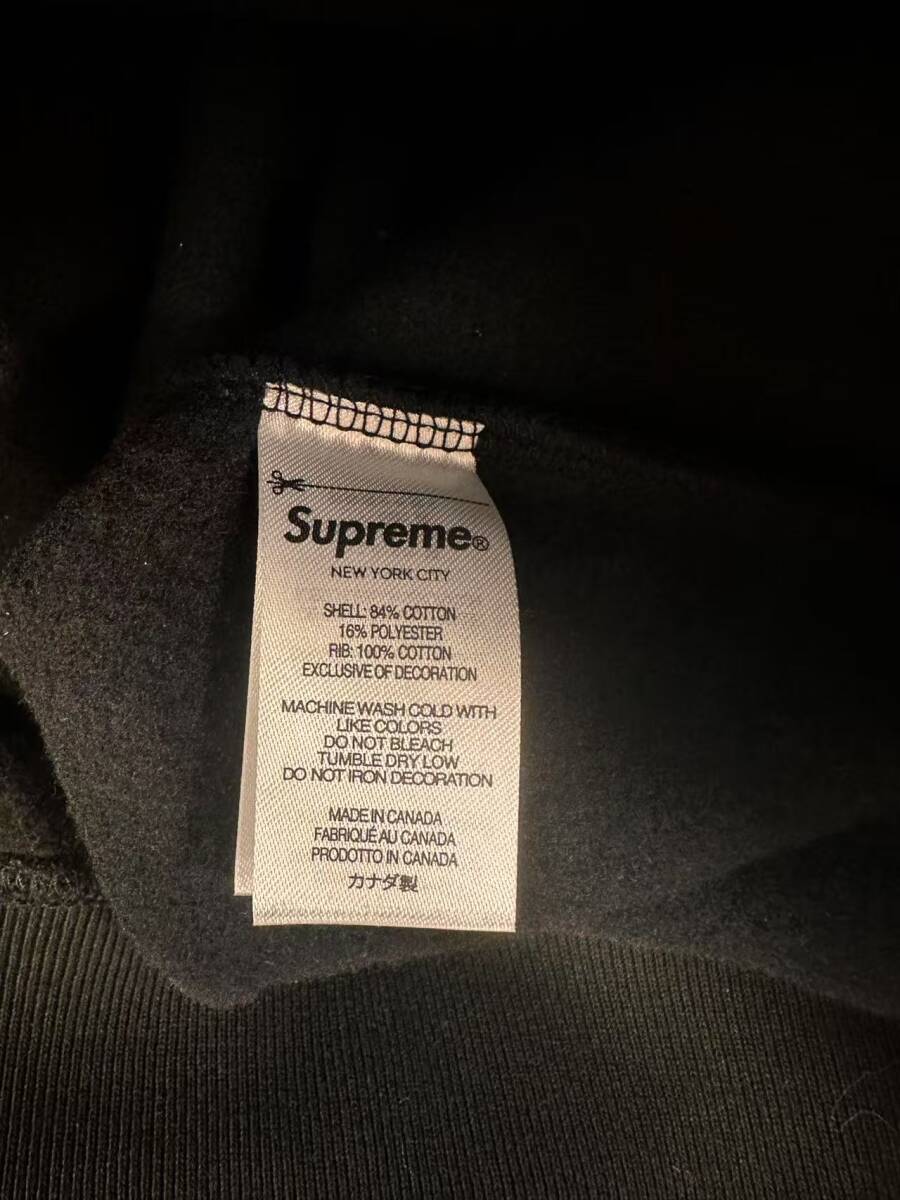 Supreme®
NEW YORK CITY
SHELL: 84% COTTON
16% POLYESTER
RIB: 100% COTTON
EXCLUSIVE OF DECORATION
MACHINE WASH COLD WITH
LIKE COLORS
DO NOT BLEACH
TUMBLE DRY LOW
DO NOT IRON DECORATION
MADE IN CANADA
FABRIQUÉ AU CANADA
PRODOTTO IN CANADA
カナダ製